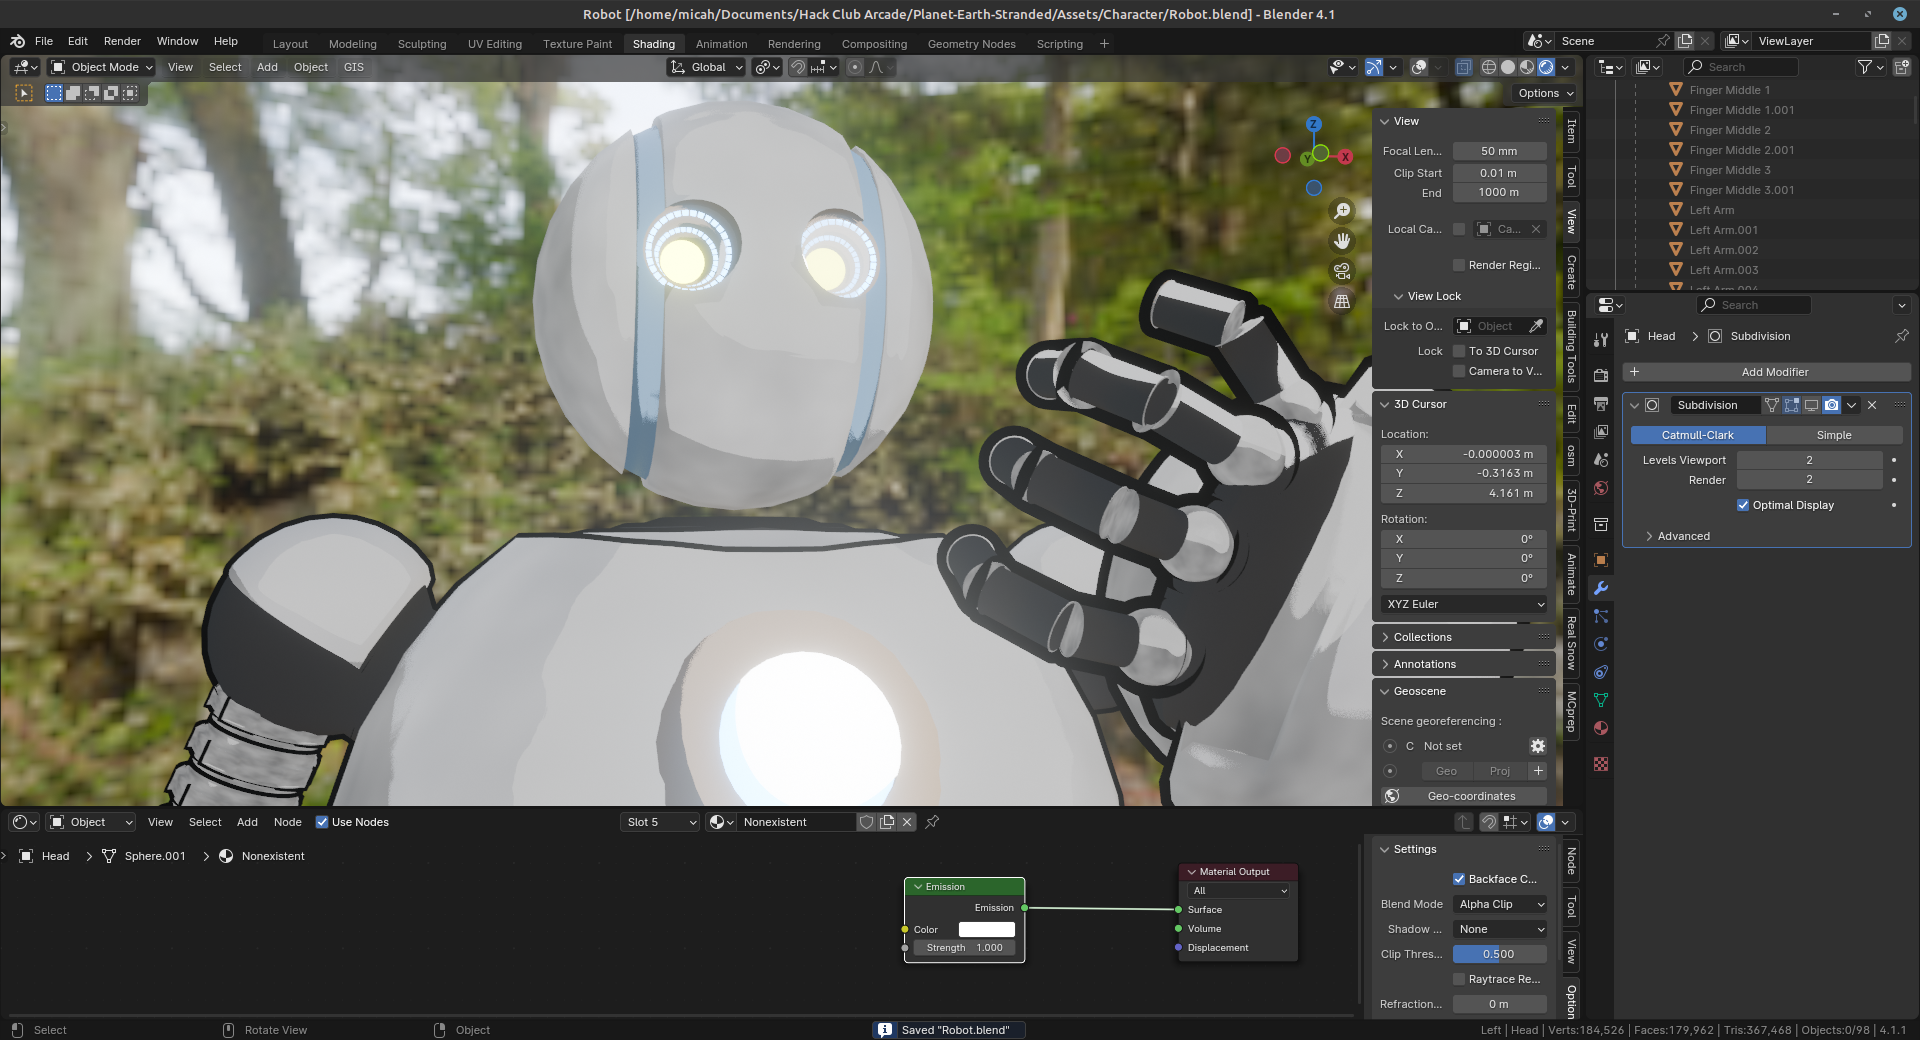 Robot [/home/micah/Documents/Hack Club Arcade/Planet-Earth-Stranded/Assets/Character/Robot.blend] - Blender 4.1
File Edit Render Window Help Layout Modeling Sculpting UV Editing Texture Paint Shading Animation Rendering Compositing Geometry Nodes Scripting + Scene ViewLayer
Object Mode View Select Add Object GIS Global Search
Options
Z
X
Y
View
Focal Len... 50 mm
Clip Start 0.01 m
End 1000 m
Local Ca... Ca...
Render Regi...
View Lock
Lock to O... Object
Lock To 3D Cursor
Camera to V...
3D Cursor
Location:
X -0.000003 m
Y -0.3163 m
Z 4.161 m
Rotation:
X 0°
Y 0°
Z 0°
XYZ Euler
Collections
Annotations
Geoscene
Scene georeferencing :
C Not set
Geo Proj +
Geo-coordinates
Item
Tool
View
Create
Building Tools
Edit
osm
3D-Print
Animate
Real Snow
MCprep
Finger Middle 1
Finger Middle 1.001
Finger Middle 2
Finger Middle 2.001
Finger Middle 3
Finger Middle 3.001
Left Arm
Left Arm.001
Left Arm.002
Left Arm.003
Left Arm.004
Search
Head > Subdivision
+ Add Modifier
Subdivision
Catmull-Clark Simple
Levels Viewport 2
Render 2
Optimal Display
Advanced
Object View Select Add Node Use Nodes Slot 5 Nonexistent
Head > Sphere.001 > Nonexistent
Emission
Emission
Color
Strength 1.000
Material Output
All
Surface
Volume
Displacement
Settings
Backface C...
Blend Mode Alpha Clip
Shadow ... None
Clip Thres... 0.500
Raytrace Re...
Refraction... 0 m
Node
Tool
View
Option
Select Rotate View Object Saved "Robot.blend" Left | Head | Verts:184,526 | Faces:179,962 | Tris:367,468 | Objects:0/98 | 4.1.1